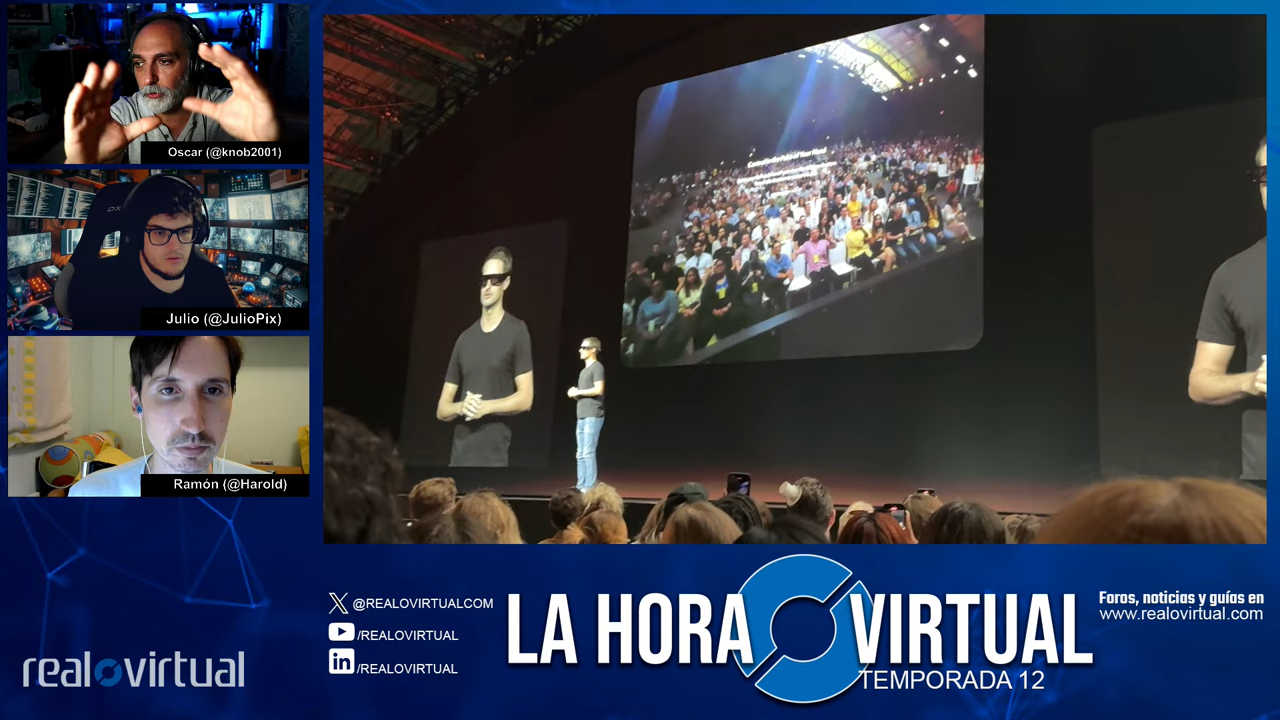 Oscar (@knob2001)
Julio (@JulioPix)
Ramón (@Harold)
@REALOVIRTUALCOM
/REALOVIRTUAL
/REALOVIRTUAL
LA HORA VIRTUAL
TEMPORADA 12
Foros, noticias y guías en
www.realovirtual.com
realovirtual